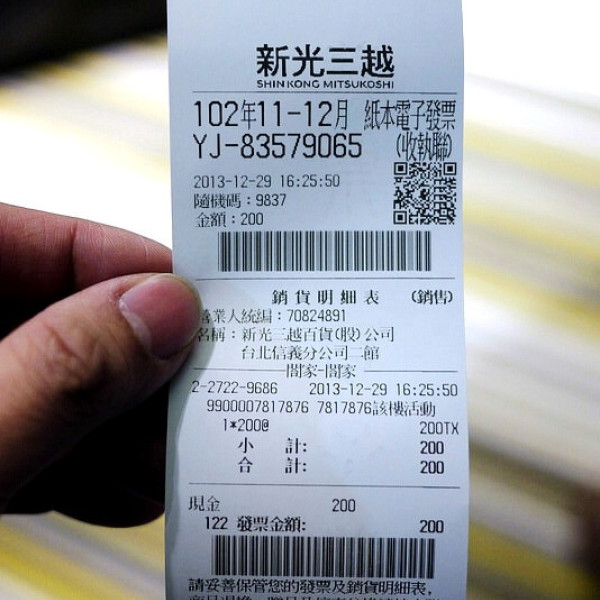 新光三越
SHIN KONG MITSUKOSHI
102年11-12月 紙本電子發票
YJ-83579065 (收執聯)
2013-12-29 16:25:50
隨機碼：9837
金額：200
銷貨明細表 (銷售)
營業人統編：70824891
名稱：新光三越百貨(股)公司
台北信義分公司二館
闔家-闔家
2-2722-9686 2013-12-29 16:25:50
9900007817876 7817876該樓活動
1*200@ 200TX
小 計: 200
合 計: 200
現金 200
122 發票金額: 200
請妥善保管您的發票及銷貨明細表,